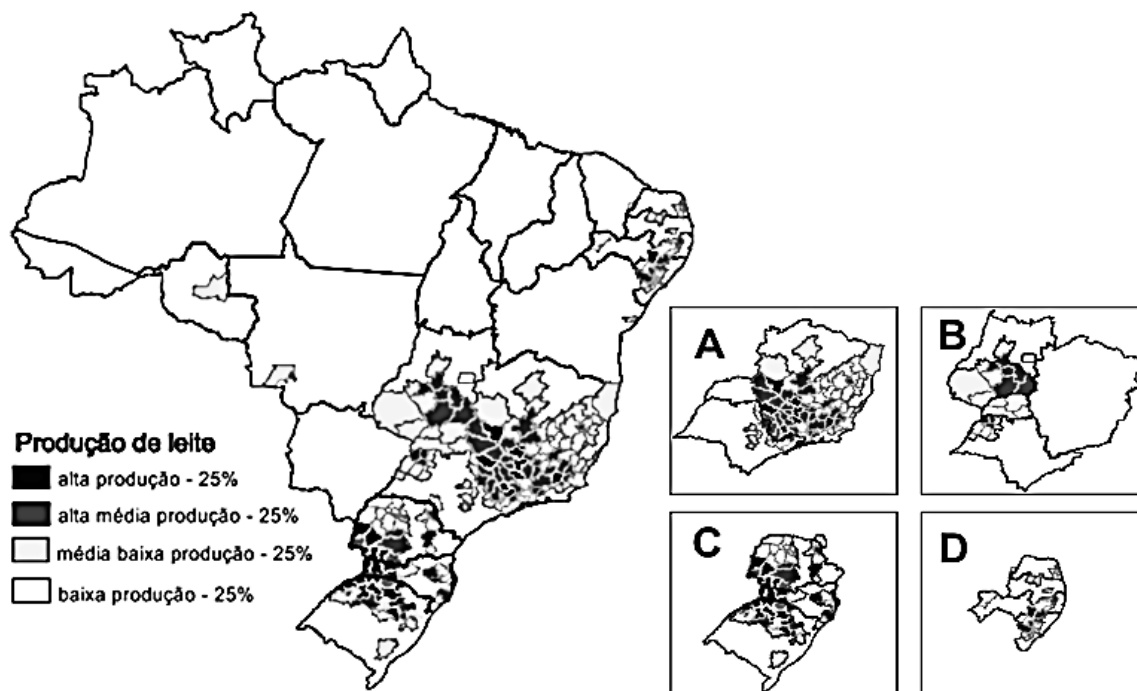 A
B
Produção de leite
alta produção - 25%
alta média produção - 25%
média baixa produção - 25%
baixa produção - 25%
C
D